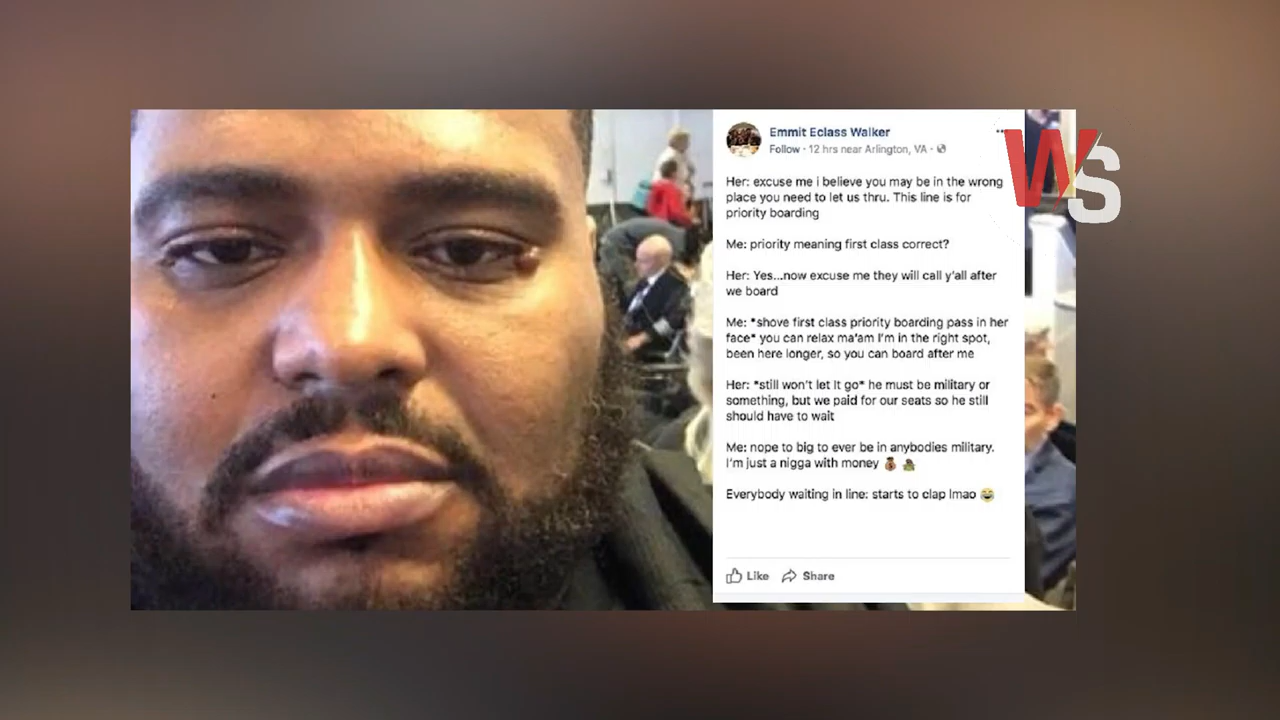 Emmit Eclass Walker
Follow · 12 hrs near Arlington, VA ·
Her: excuse me i believe you may be in the wrong
place you need to let us thru. This line is for
priority boarding
Me: priority meaning first class correct?
Her: Yes...now excuse me they will call y'all after
we board
Me: *shove first class priority boarding pass in her
face* you can relax ma'am I'm in the right spot,
been here longer, so you can board after me
Her: *still won't let it go* he must be military or
something, but we paid for our seats so he still
should have to wait
Me: nope to big to ever be in anybodies military.
I'm just a nigga with money 💰 💸
Everybody waiting in line: starts to clap lmao 😂
Like Share
WS